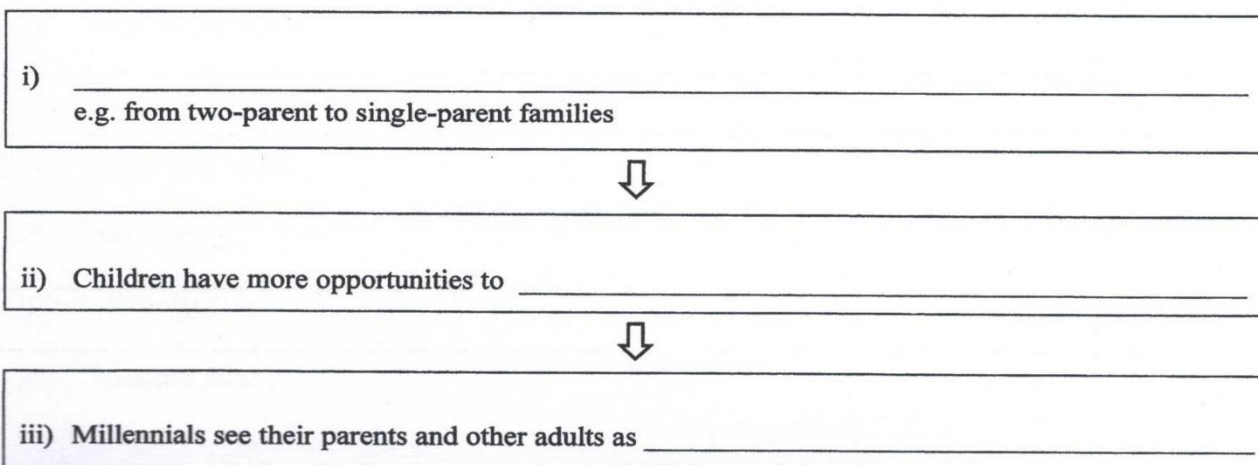 i)
e.g. from two-parent to single-parent families
ii) Children have more opportunities to
iii) Millennials see their parents and other adults as